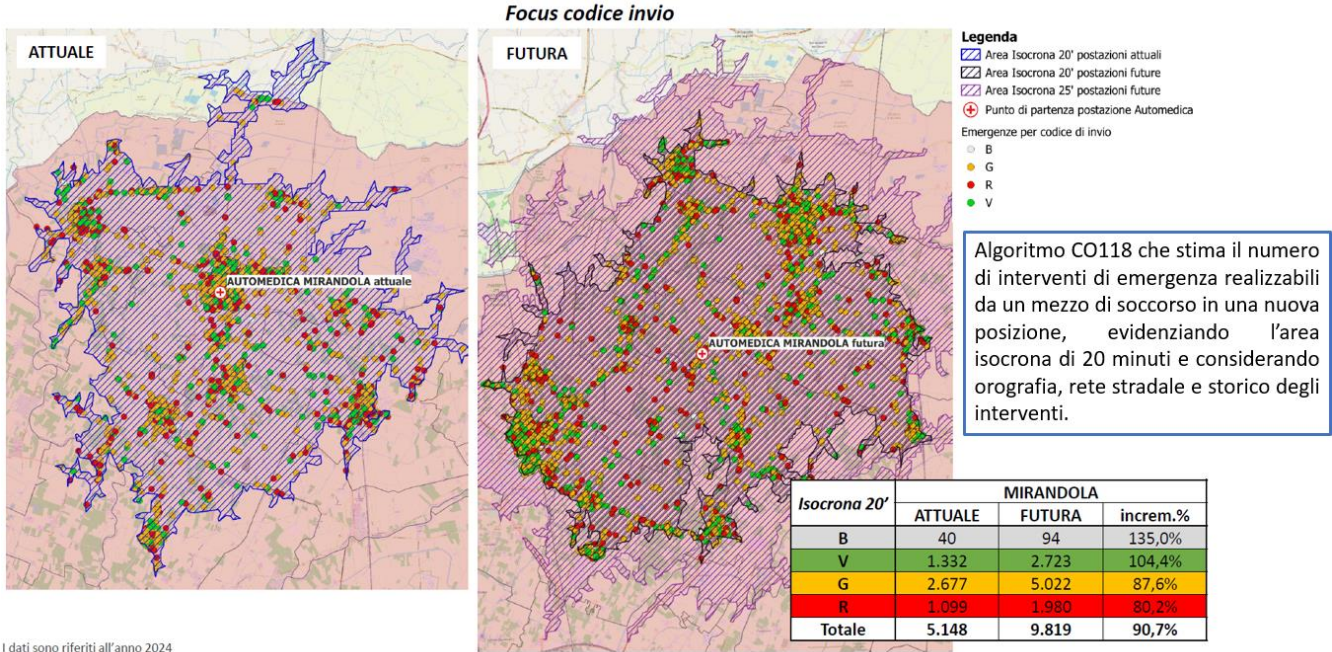 Focus codice invio
ATTUALE
AUTOMEDICA MIRANDOLA attuale
FUTURA
AUTOMEDICA MIRANDOLA futura
Legenda
Area Isocrona 20' postazioni attuali
Area Isocrona 20' postazioni future
Area Isocrona 25' postazioni future
Punto di partenza postazione Automedica
Emergenze per codice di invio
B
G
R
V
Algoritmo CO118 che stima il numero
di interventi di emergenza realizzabili
da un mezzo di soccorso in una nuova
posizione, evidenziando l'area
isocrona di 20 minuti e considerando
orografia, rete stradale e storico degli
interventi.
Isocrona 20' MIRANDOLA
ATTUALE FUTURA increm.%
B 40 94 135,0%
V 1.332 2.723 104,4%
G 2.677 5.022 87,6%
R 1.099 1.980 80,2%
Totale 5.148 9.819 90,7%
I dati sono riferiti all'anno 2024